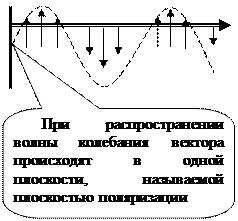 При распространении
волны колебания вектора
происходят в одной
плоскости, называемой
плоскостью поляризации